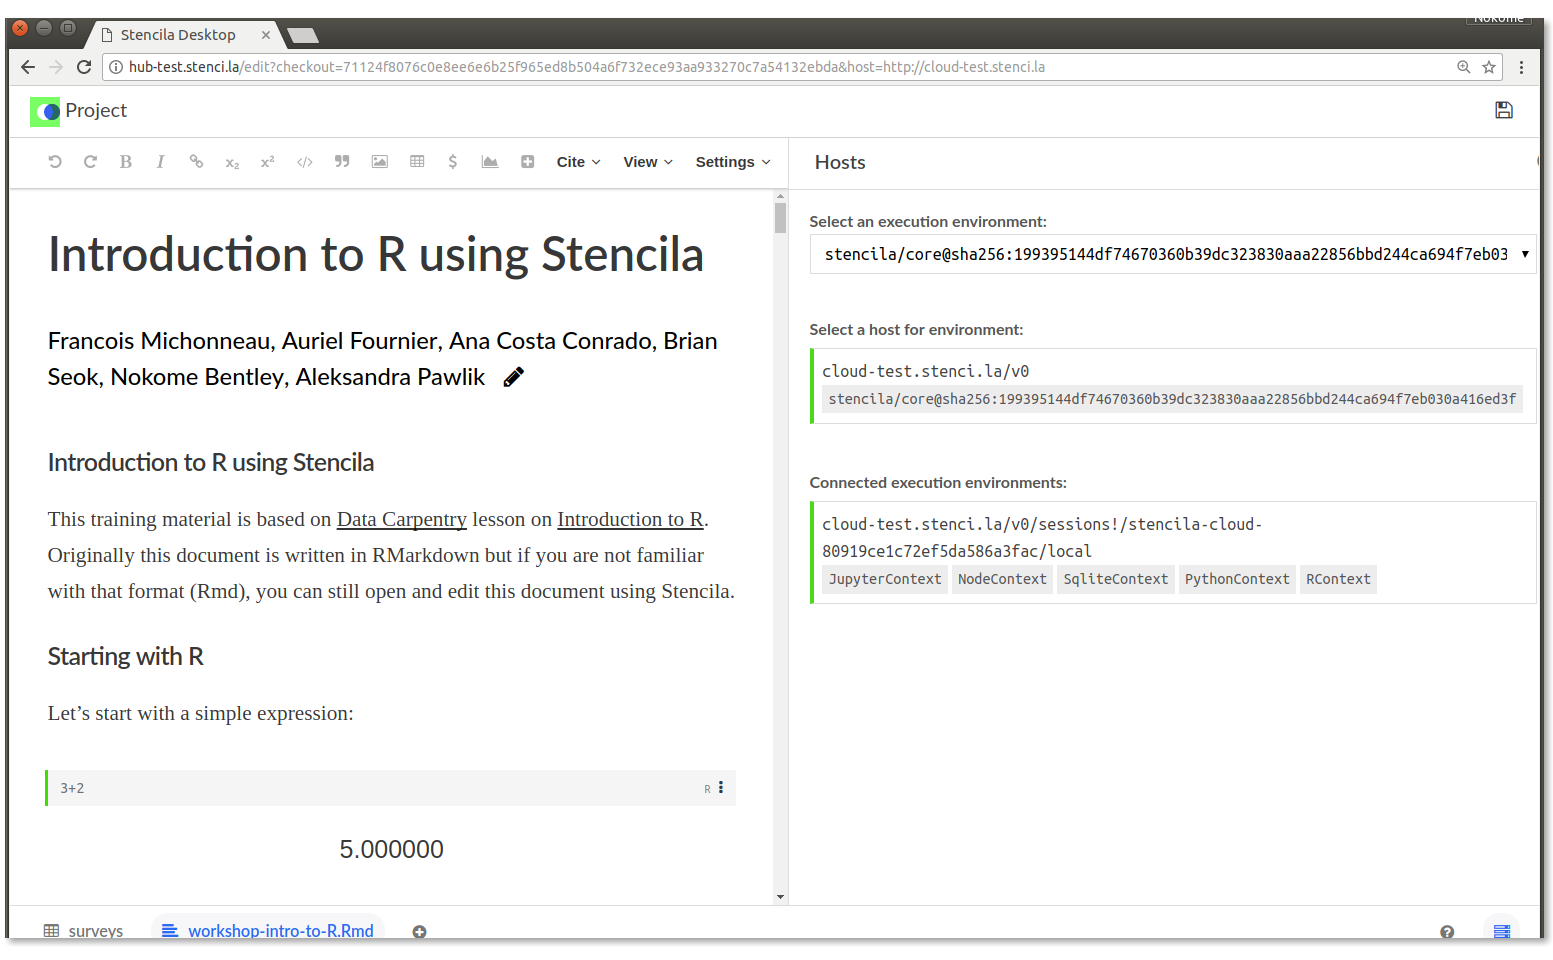 Nokome
Stencila Desktop
hub-test.stenci.la/edit?checkout=71124f8076c0e8ee6e6b25f965ed8b504a6f732ece93aa933270c7a54132ebda&host=http://cloud-test.stenci.la
Project
B I x₂ x² </> $ Cite View Settings
Hosts
Introduction to R using Stencila
Francois Michonneau, Auriel Fournier, Ana Costa Conrado, Brian
Seok, Nokome Bentley, Aleksandra Pawlik
Introduction to R using Stencila
This training material is based on Data Carpentry lesson on Introduction to R.
Originally this document is written in RMarkdown but if you are not familiar
with that format (Rmd), you can still open and edit this document using Stencila.
Starting with R
Let’s start with a simple expression:
3+2 R
5.000000
Select an execution environment:
stencila/core@sha256:199395144df74670360b39dc323830aaa22856bbd244ca694f7eb03
Select a host for environment:
cloud-test.stenci.la/v0
stencila/core@sha256:199395144df74670360b39dc323830aaa22856bbd244ca694f7eb030a416ed3f
Connected execution environments:
cloud-test.stenci.la/v0/sessions!/stencila-cloud-
80919ce1c72ef5da586a3fac/local
JupyterContext NodeContext SqliteContext PythonContext RContext
surveys workshop-intro-to-R.Rmd